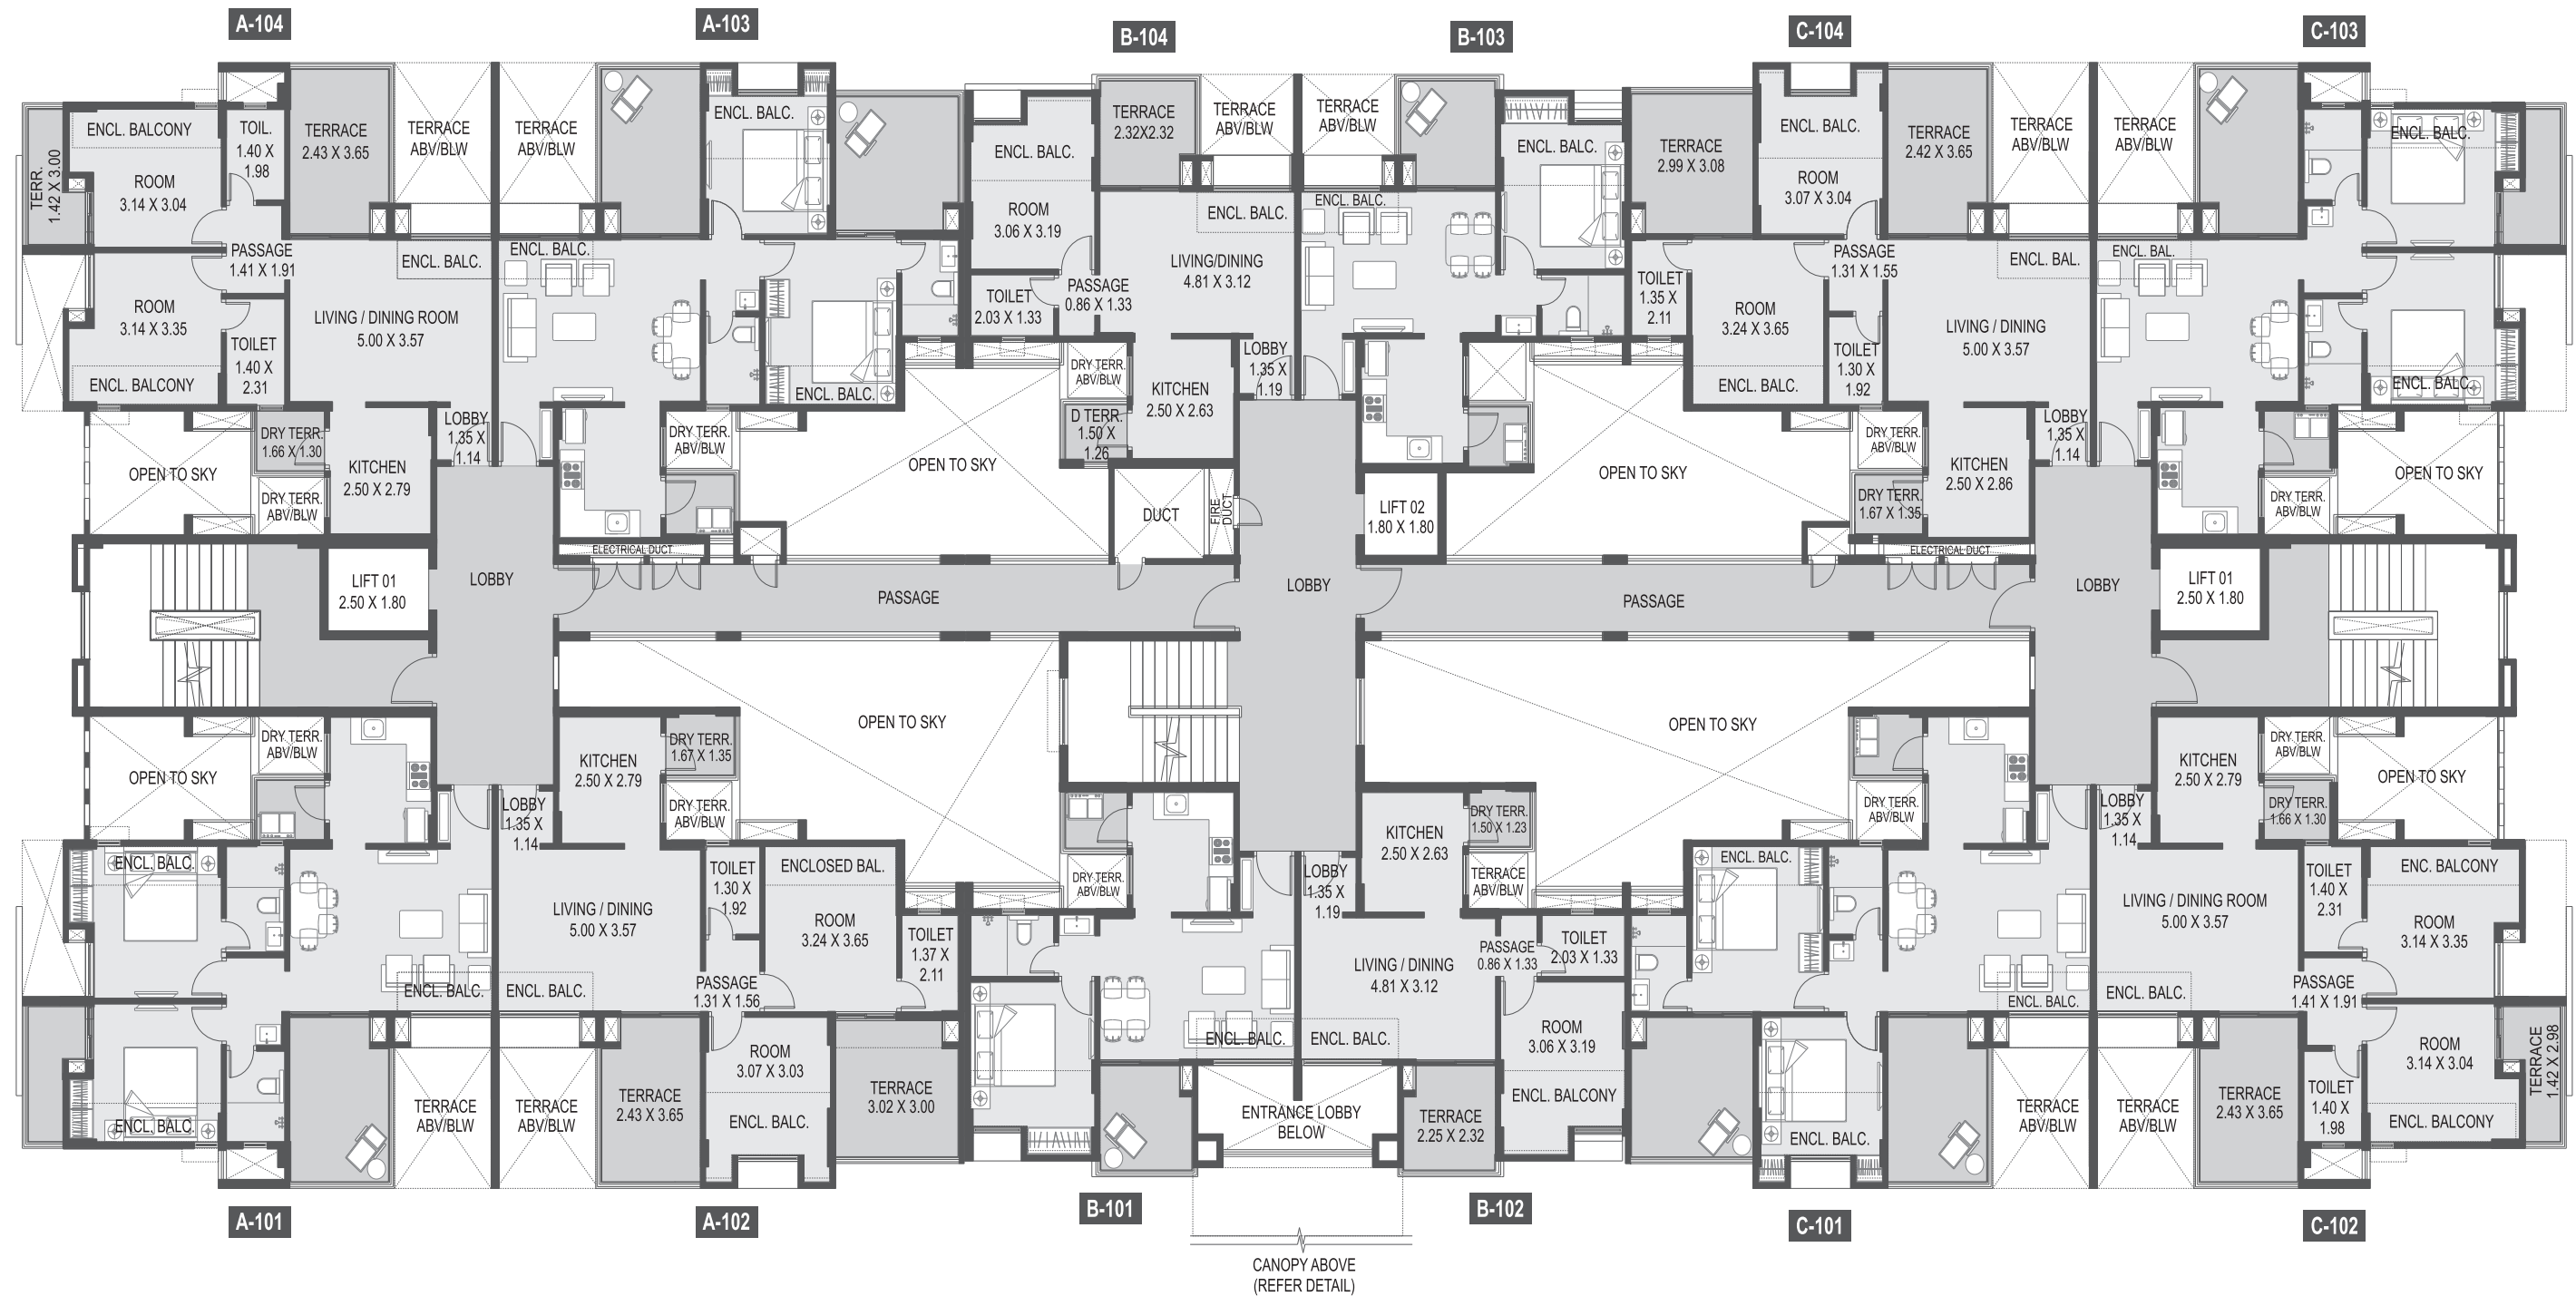 A-104
A-103
B-104
B-103
C-104
C-103
ENCL. BALCONY
TERR.
1.42 X 3.00
ROOM
3.14 X 3.04
TOIL.
1.40 X
1.98
TERRACE
2.43 X 3.65
TERRACE
ABV/BLW
PASSAGE
1.41 X 1.91
ENCL. BALC.
ROOM
3.14 X 3.35
ENCL. BALCONY
TOILET
1.40 X
2.31
LIVING / DINING ROOM
5.00 X 3.57
OPEN TO SKY
DRY TERR.
1.66 X 1.30
DRY TERR.
ABV/BLW
KITCHEN
2.50 X 2.79
LOBBY
1.35 X
1.14
TERRACE
ABV/BLW
ENCL. BALC.
ENCL. BALC.
ENCL. BALC.
DRY TERR.
ABV/BLW
ELECTRICAL DUCT
OPEN TO SKY
ENCL. BALC.
ROOM
3.06 X 3.19
TERRACE
2.32X2.32
TERRACE
ABV/BLW
ENCL. BALC.
LIVING/DINING
4.81 X 3.12
PASSAGE
0.86 X 1.33
TOILET
2.03 X 1.33
DRY TERR.
ABV/BLW
D TERR.
1.50 X
1.26
KITCHEN
2.50 X 2.63
LOBBY
1.35 X
1.19
DUCT
FIRE
DUCT
TERRACE
ABV/BLW
ENCL. BALC.
ENCL. BALC.
LIFT 02
1.80 X 1.80
OPEN TO SKY
TERRACE
2.99 X 3.08
ENCL. BALC.
ROOM
3.07 X 3.04
TERRACE
2.42 X 3.65
TERRACE
ABV/BLW
TOILET
1.35 X
2.11
ROOM
3.24 X 3.65
ENCL. BALC.
PASSAGE
1.31 X 1.55
TOILET
1.30 X
1.92
ENCL. BAL.
LIVING / DINING
5.00 X 3.57
DRY TERR.
ABV/BLW
DRY TERR.
1.67 X 1.35
KITCHEN
2.50 X 2.86
LOBBY
1.35 X
1.14
ELECTRICAL DUCT
TERRACE
ABV/BLW
ENCL. BALC.
ENCL. BAL.
ENCL. BALC.
DRY TERR.
ABV/BLW
OPEN TO SKY
LIFT 01
2.50 X 1.80
LOBBY
PASSAGE
LOBBY
PASSAGE
LOBBY
LIFT 01
2.50 X 1.80
OPEN TO SKY
DRY TERR.
ABV/BLW
ENCL. BALC.
ENCL. BALC.
ENCL. BALC.
TERRACE
ABV/BLW
LOBBY
1.35 X
1.14
KITCHEN
2.50 X 2.79
DRY TERR.
1.67 X 1.35
DRY TERR.
ABV/BLW
OPEN TO SKY
LIVING / DINING
5.00 X 3.57
ENCL. BALC.
TOILET
1.30 X
1.92
ENCLOSED BAL.
ROOM
3.24 X 3.65
TOILET
1.37 X
2.11
PASSAGE
1.31 X 1.56
TERRACE
ABV/BLW
TERRACE
2.43 X 3.65
ROOM
3.07 X 3.03
ENCL. BALC.
TERRACE
3.02 X 3.00
DRY TERR.
ABV/BLW
ENCL. BALC.
LOBBY
1.35 X
1.19
KITCHEN
2.50 X 2.63
DRY TERR.
1.50 X 1.23
TERRACE
ABV/BLW
LIVING / DINING
4.81 X 3.12
ENCL. BALC.
PASSAGE
0.86 X 1.33
TOILET
2.03 X 1.33
ROOM
3.06 X 3.19
ENCL. BALCONY
ENTRANCE LOBBY
BELOW
TERRACE
2.25 X 2.32
OPEN TO SKY
DRY TERR.
ABV/BLW
ENCL. BALC.
ENCL. BALC.
ENCL. BALC.
TERRACE
ABV/BLW
LOBBY
1.35 X
1.14
KITCHEN
2.50 X 2.79
DRY TERR.
ABV/BLW
DRY TERR.
1.66 X 1.30
OPEN TO SKY
LIVING / DINING ROOM
5.00 X 3.57
ENCL. BALC.
TOILET
1.40 X
2.31
ENC. BALCONY
ROOM
3.14 X 3.35
PASSAGE
1.41 X 1.91
TERRACE
ABV/BLW
TERRACE
2.43 X 3.65
TOILET
1.40 X
1.98
ROOM
3.14 X 3.04
ENCL. BALCONY
TERRACE
1.42 X 2.98
A-101
A-102
B-101
B-102
C-101
C-102
CANOPY ABOVE
(REFER DETAIL)